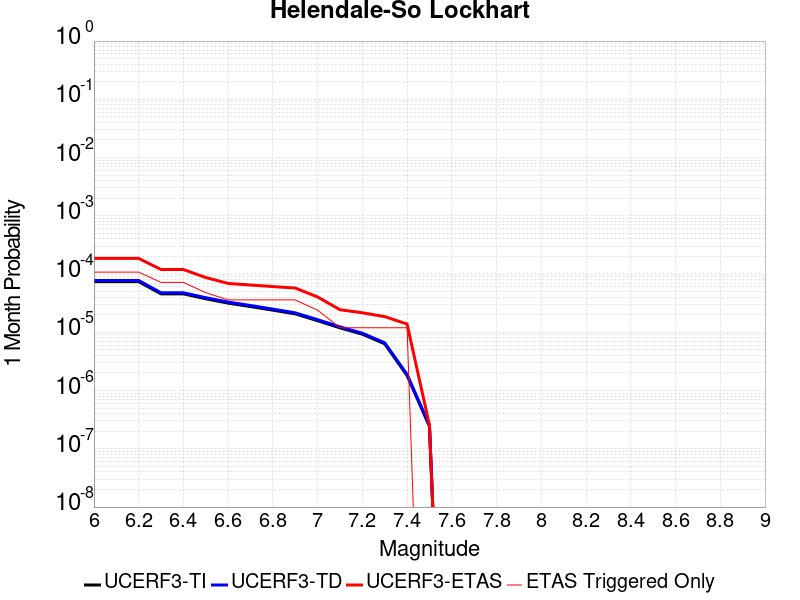 Helendale-So Lockhart
1 Month Probability
10^0
10^-1
10^-2
10^-3
10^-4
10^-5
10^-6
10^-7
10^-8
6 6.2 6.4 6.6 6.8 7 7.2 7.4 7.6 7.8 8 8.2 8.4 8.6 8.8 9
Magnitude
UCERF3-TI UCERF3-TD UCERF3-ETAS ETAS Triggered Only